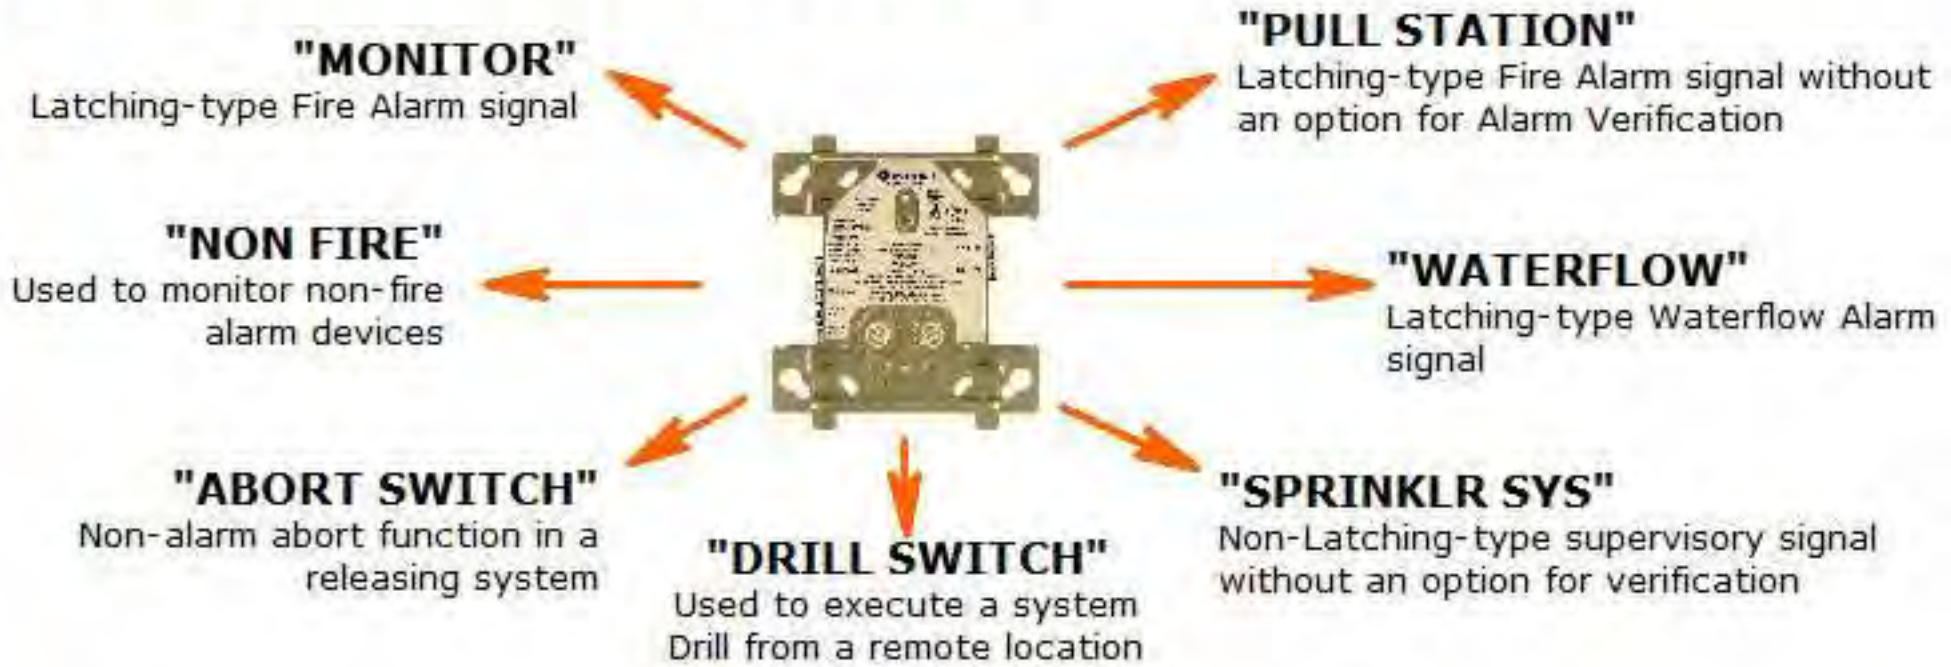 "MONITOR"
Latching-type Fire Alarm signal
"PULL STATION"
Latching-type Fire Alarm signal without
an option for Alarm Verification
"NON FIRE"
Used to monitor non-fire
alarm devices
"WATERFLOW"
Latching-type Waterflow Alarm
signal
"ABORT SWITCH"
Non-alarm abort function in a
releasing system
"DRILL SWITCH"
Used to execute a system
Drill from a remote location
"SPRINKLR SYS"
Non-Latching-type supervisory signal
without an option for verification